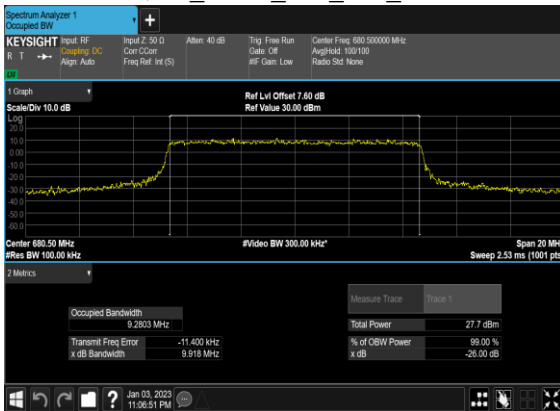 Spectrum Analyzer 1
Occupied BW
KEYSIGHT
R T
Input: RF
Coupling: DC
Align: Auto
Input Z: 50 Ω
Corr CCorr
Freq Ref: Int (S)
Atten: 40 dB
Trig: Free Run
Gate: Off
#IF Gain: Low
Center Freq: 680.500000 MHz
Avg|Hold: 100/100
Radio Std: None
1 Graph
Scale/Div 10.0 dB
Ref Lvl Offset 7.60 dB
Ref Value 30.00 dBm
Log
20.0
10.0
0.00
-10.0
-20.0
-30.0
-40.0
-50.0
-60.0
Center 680.50 MHz
#Res BW 100.00 kHz
#Video BW 300.00 kHz*
Span 20 MH
Sweep 2.53 ms (1001 pts
2 Metrics
Measure Trace
Trace 1
Occupied Bandwidth
9.2803 MHz
Total Power
27.7 dBm
Transmit Freq Error
-11.400 kHz
% of OBW Power
99.00 %
x dB Bandwidth
9.918 MHz
x dB
-26.00 dB
?
Jan 03, 2023
11:06:51 PM